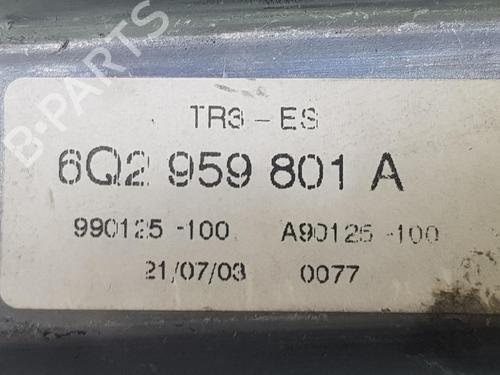 TR3 - ES
6Q2 959 801 A
990125 -100 A90125 -100
21/07/03 0077
B-PARTS